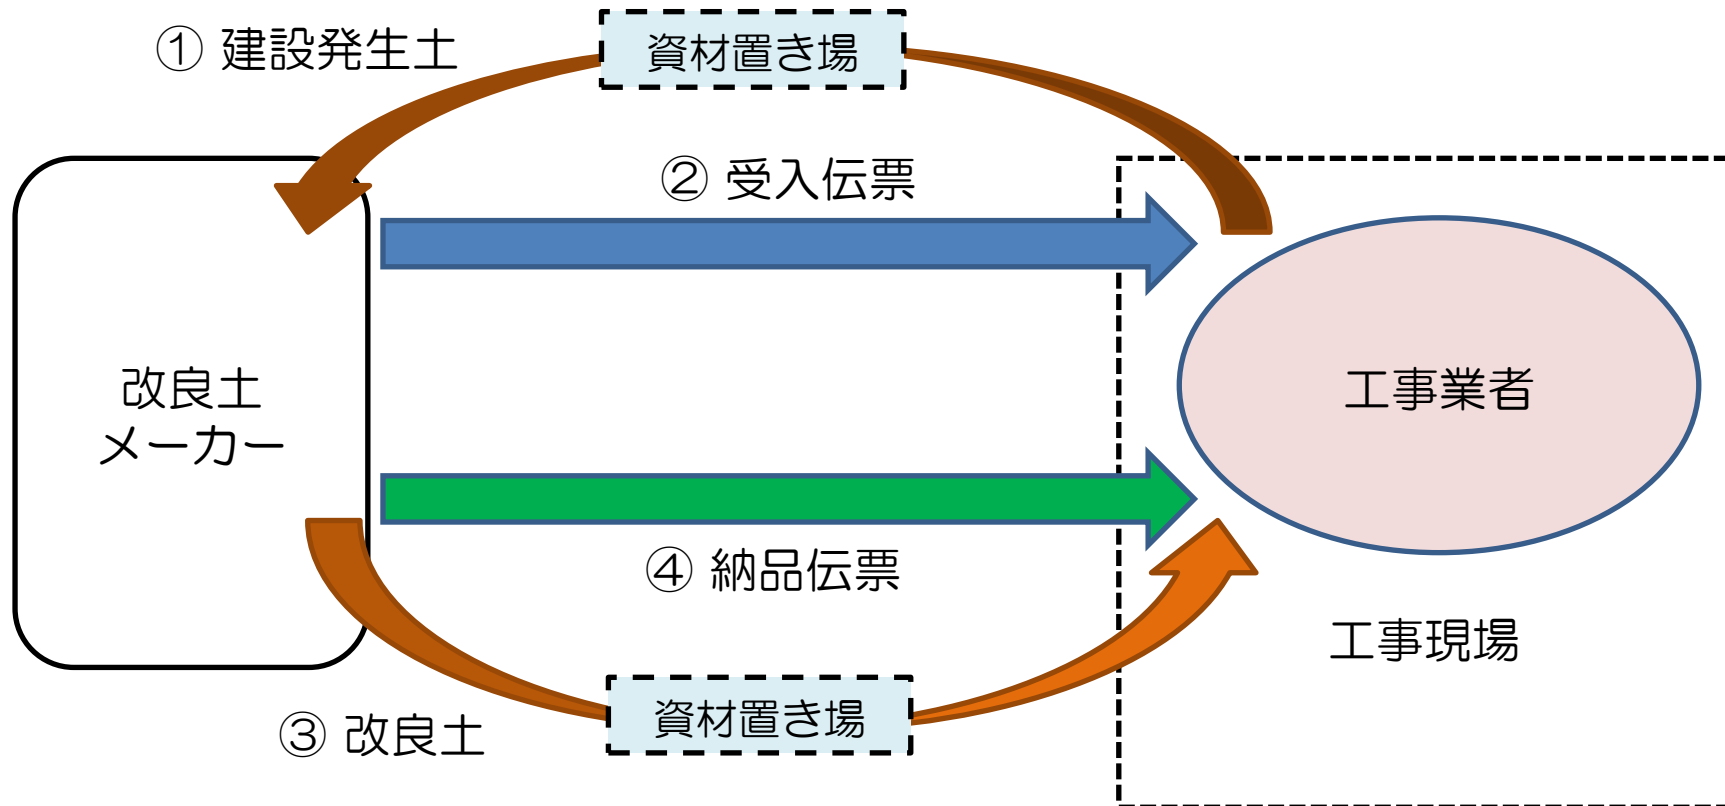 ① 建設発生土
資材置き場
② 受入伝票
改良土
メーカー
工事業者
④ 納品伝票
工事現場
③ 改良土
資材置き場